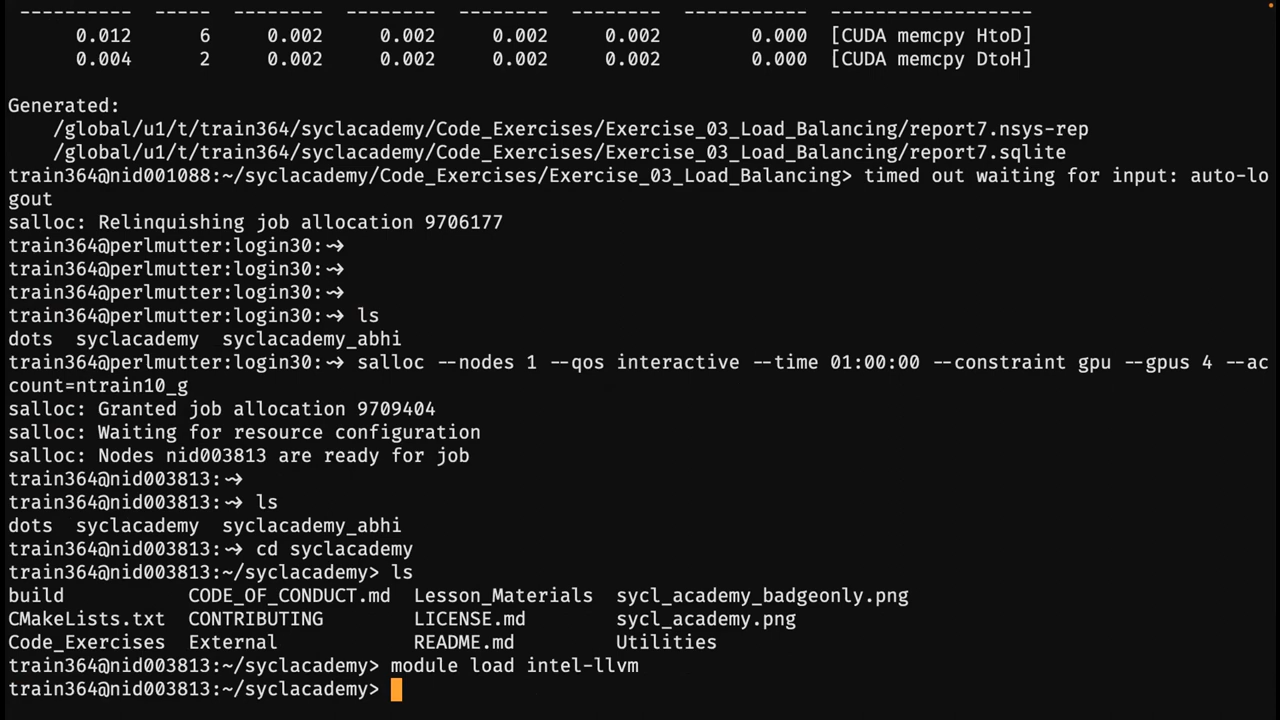 ---------- ----- -------- -------- -------- -------- ----------- ------------------
0.012 6 0.002 0.002 0.002 0.002 0.000 [CUDA memcpy HtoD]
0.004 2 0.002 0.002 0.002 0.002 0.000 [CUDA memcpy DtoH]
Generated:
/global/u1/t/train364/syclacademy/Code_Exercises/Exercise_03_Load_Balancing/report7.nsys-rep
/global/u1/t/train364/syclacademy/Code_Exercises/Exercise_03_Load_Balancing/report7.sqlite
train364@nid001088:~/syclacademy/Code_Exercises/Exercise_03_Load_Balancing> timed out waiting for input: auto-lo
gout
salloc: Relinquishing job allocation 9706177
train364@perlmutter:login30:~>
train364@perlmutter:login30:~>
train364@perlmutter:login30:~>
train364@perlmutter:login30:~> ls
dots syclacademy syclacademy_abhi
train364@perlmutter:login30:~> salloc --nodes 1 --qos interactive --time 01:00:00 --constraint gpu --gpus 4 --ac
count=ntrain10_g
salloc: Granted job allocation 9709404
salloc: Waiting for resource configuration
salloc: Nodes nid003813 are ready for job
train364@nid003813:~>
train364@nid003813:~> ls
dots syclacademy syclacademy_abhi
train364@nid003813:~> cd syclacademy
train364@nid003813:~/syclacademy> ls
build CODE_OF_CONDUCT.md Lesson_Materials sycl_academy_badgeonly.png
CMakeLists.txt CONTRIBUTING LICENSE.md sycl_academy.png
Code_Exercises External README.md Utilities
train364@nid003813:~/syclacademy> module load intel-llvm
train364@nid003813:~/syclacademy>